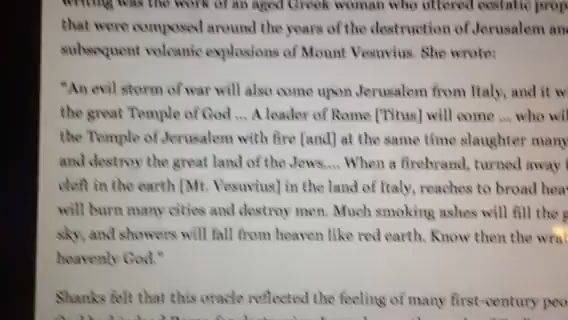 writing was the work of an aged Greek woman who uttered ecstatic
that were composed around the years of the destruction of Jerusalem
subsequent volcanic explosions of Mount Vesuvius. She wrote:
"An evil storm of war will also come upon Jerusalem from Italy, and it
the great Temple of God ... A leader of Rome [Titus] will come ... who
the Temple of Jerusalem with fire [and] at the same time slaughter many
and destroy the great land of the Jews.... When a firebrand, turned away
cleft in the earth [Mt. Vesuvius] in the land of Italy, reaches to broad
will burn many cities and destroy men. Much smoking ashes will fill the
sky, and showers will fall from heaven like red earth. Know then the
heavenly God."
Shanks felt that this oracle reflected the feeling of many first-century